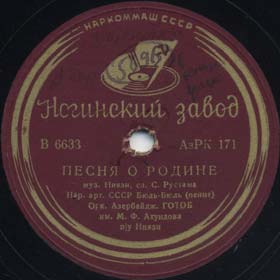 НАРКОММАШ СССР
Ногинский завод
В 6633 АзРК 171
ПЕСНЯ О РОДИНЕ
муз. Ниязи, сл. С. Рустама
Нар. арт. СССР Бюль-Бюль (пение)
Орк. Азербайдж. ГОТОБ
им. М. Ф. Ахундова
п/у Ниязи